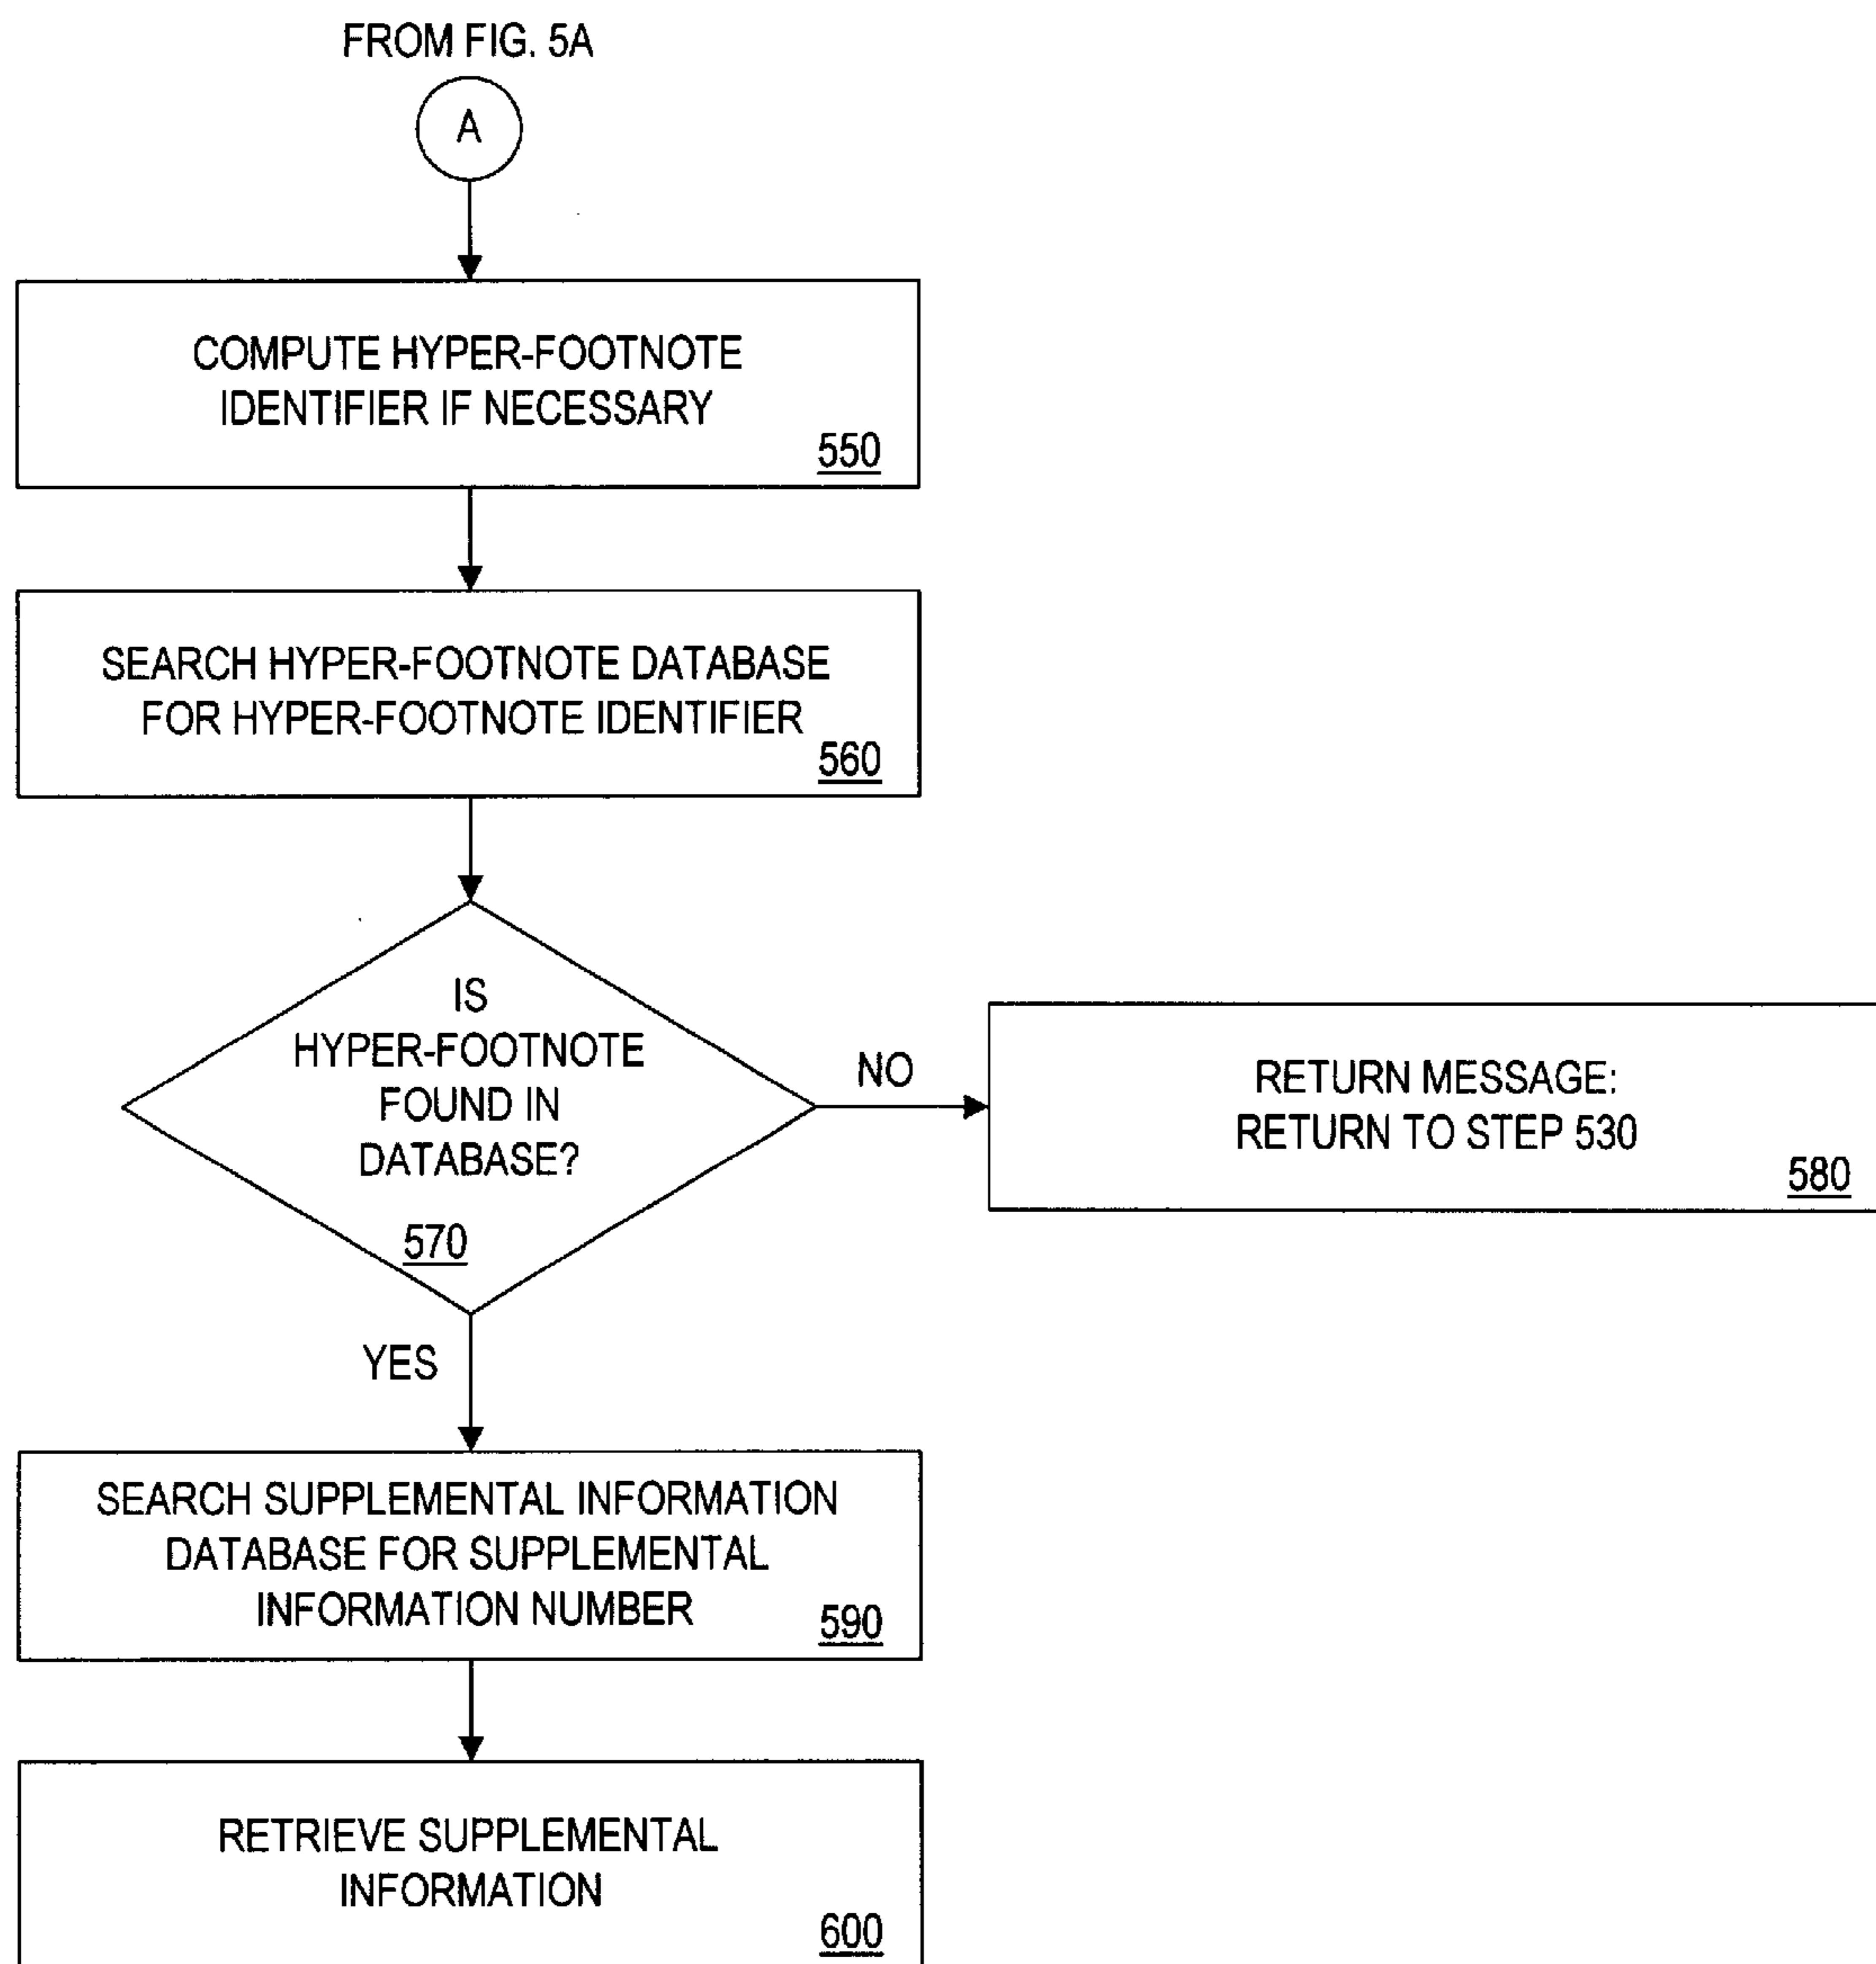 FROM FIG. 5A
A
COMPUTE HYPER-FOOTNOTE
IDENTIFIER IF NECESSARY
550
SEARCH HYPER-FOOTNOTE DATABASE
FOR HYPER-FOOTNOTE IDENTIFIER
560
IS
HYPER-FOOTNOTE
FOUND IN
DATABASE?
570
NO
RETURN MESSAGE:
RETURN TO STEP 530
580
YES
SEARCH SUPPLEMENTAL INFORMATION
DATABASE FOR SUPPLEMENTAL
INFORMATION NUMBER
590
RETRIEVE SUPPLEMENTAL
INFORMATION
600